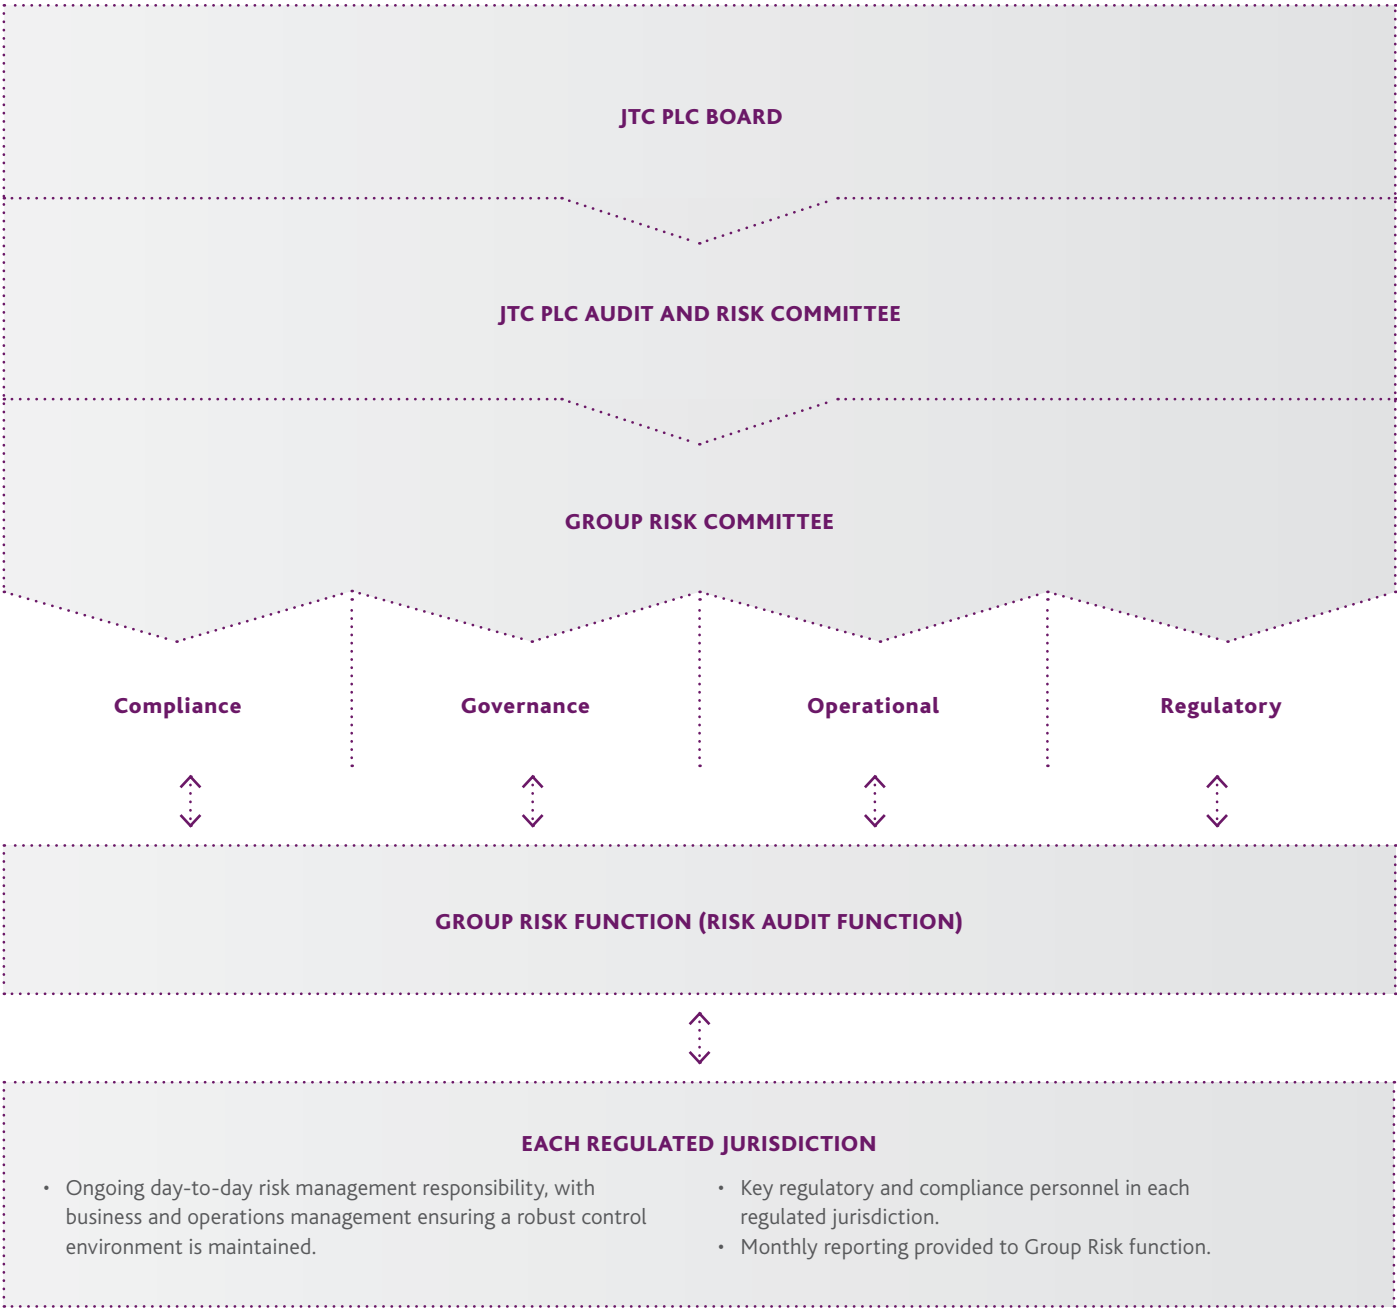 JTC PLC BOARD
JTC PLC AUDIT AND RISK COMMITTEE
GROUP RISK COMMITTEE
Compliance
Governance
Operational
Regulatory
GROUP RISK FUNCTION (RISK AUDIT FUNCTION)
EACH REGULATED JURISDICTION
• Ongoing day-to-day risk management responsibility, with
business and operations management ensuring a robust control
environment is maintained.
• Key regulatory and compliance personnel in each
regulated jurisdiction.
• Monthly reporting provided to Group Risk function.